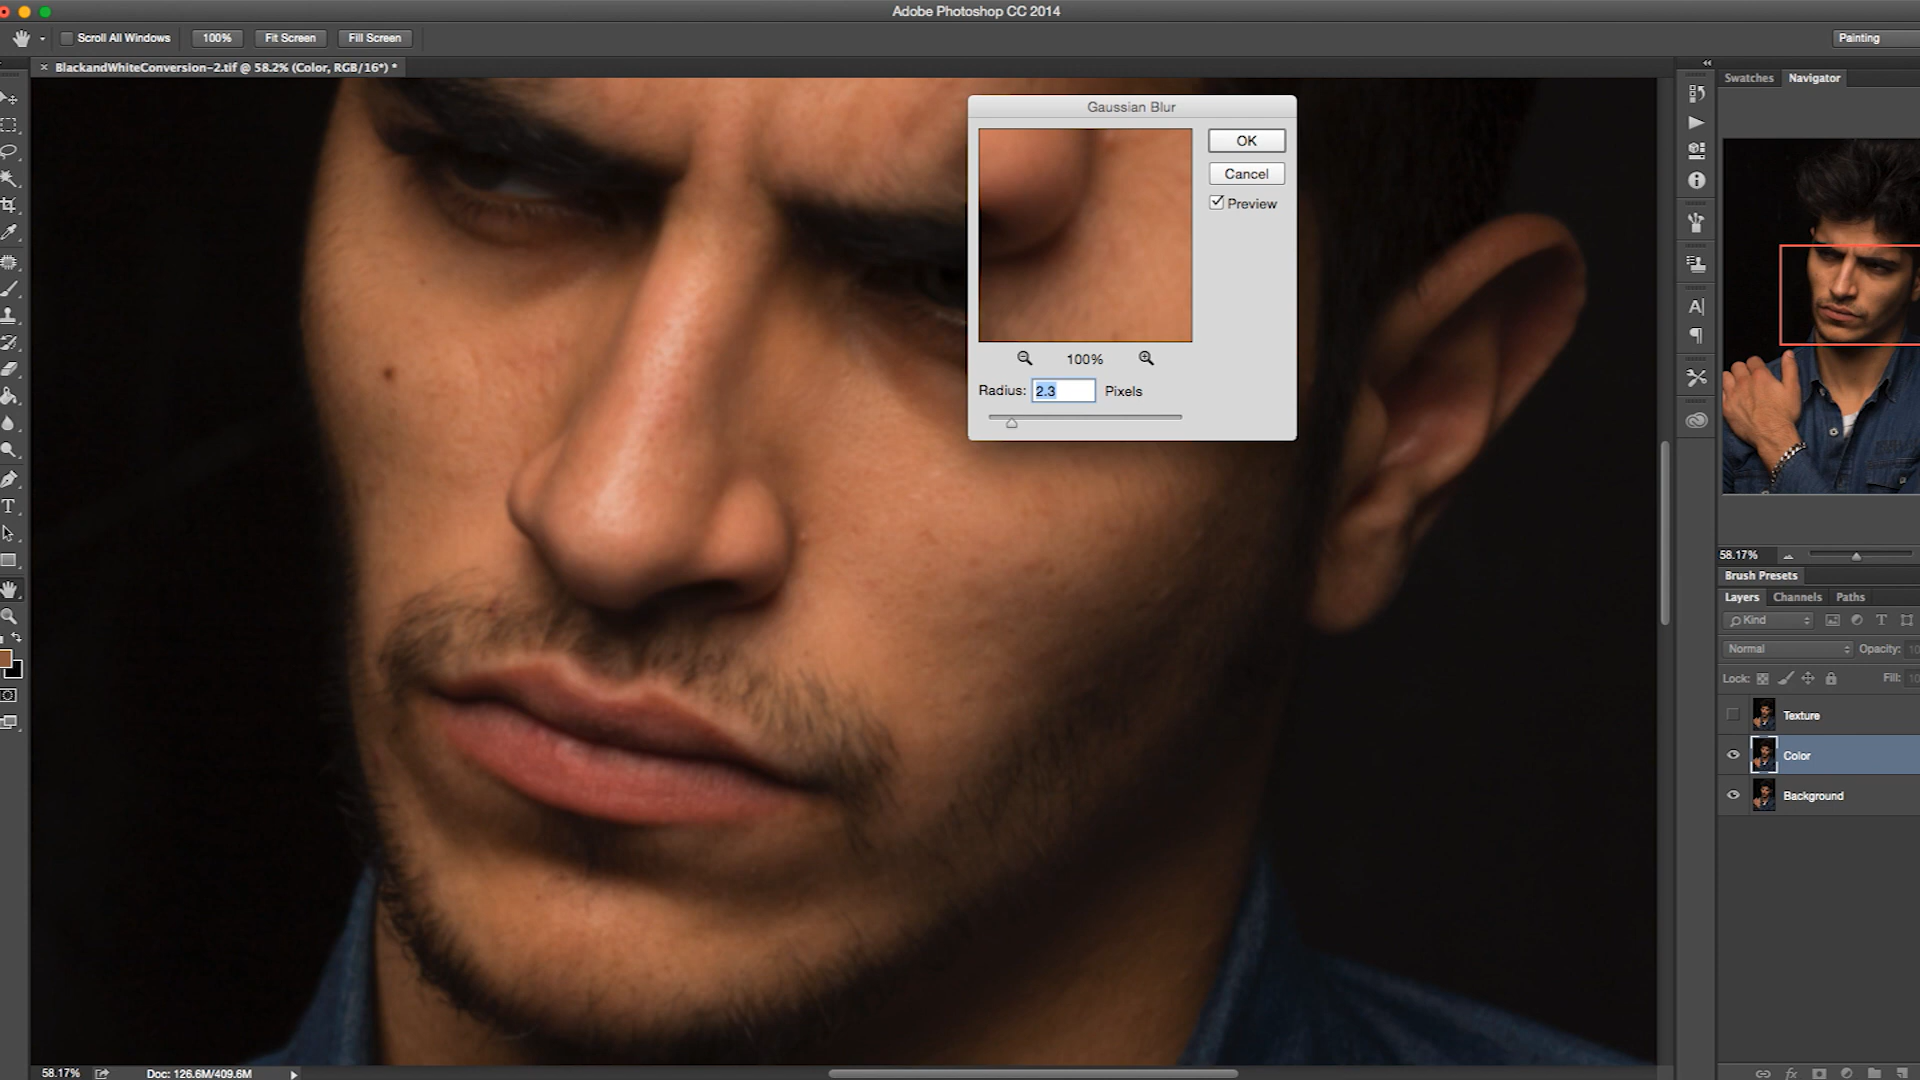 Adobe Photoshop CC 2014
Scroll All Windows 100% Fit Screen Fill Screen Painting
× BlackandWhiteConversion-2.tif @ 58.2% (Color, RGB/16*) *
Swatches Navigator
Gaussian Blur
OK
Cancel
Preview
100%
Radius: 2.3 Pixels
58.17%
Brush Presets
Layers Channels Paths
Kind
Normal Opacity: 10
Lock: Fill: 10
Texture
Color
Background
58.17% Doc: 126.6M/409.6M